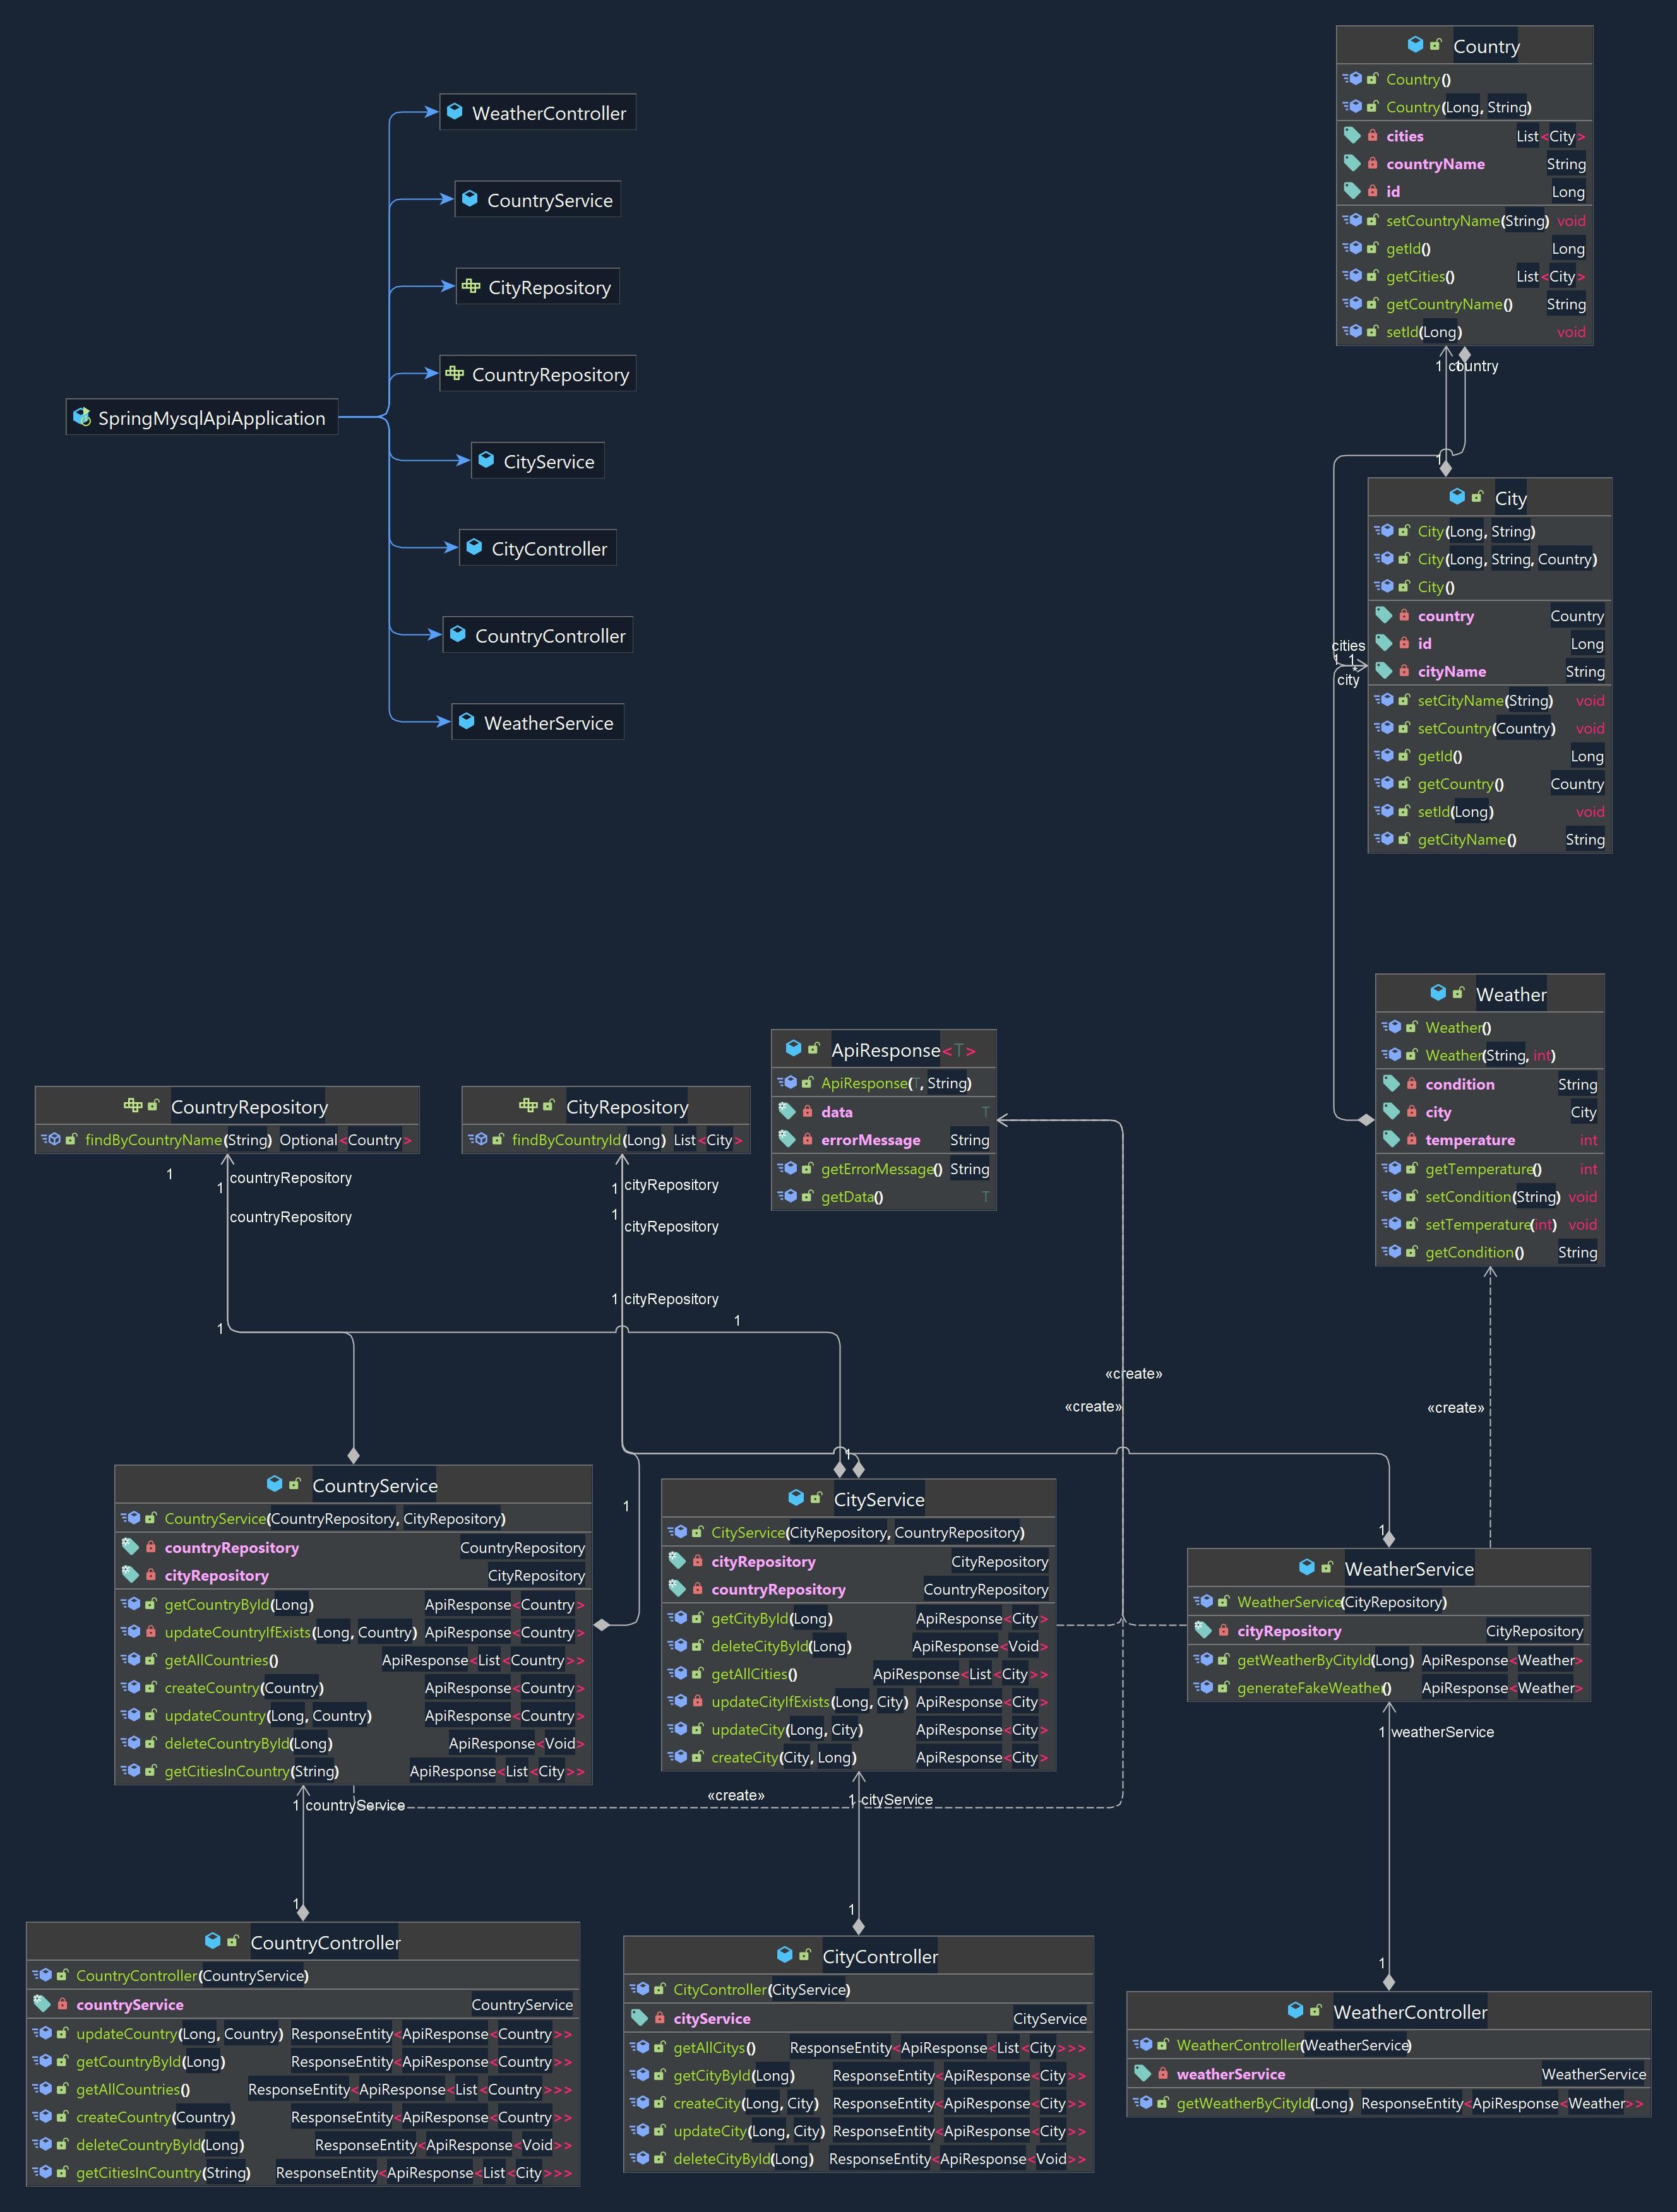 WeatherController
CountryService
CityRepository
CountryRepository
SpringMysqlApiApplication
CityService
CityController
CountryController
WeatherService
Country
Country()
Country(Long, String)
cities List<City>
countryName String
id Long
setCountryName(String) void
getId() Long
getCities() List<City>
getCountryName() String
setId(Long) void
1 country
1
City
City(Long, String)
City(Long, String, Country)
City()
country Country
id Long
cityName String
setCityName(String) void
setCountry(Country) void
getId() Long
getCountry() Country
setId(Long) void
getCityName() String
cities
1 1
*
city
Weather
Weather()
Weather(String, int)
condition String
city City
temperature int
getTemperature() int
setCondition(String) void
setTemperature(int) void
getCondition() String
ApiResponse<T>
ApiResponse(T, String)
data T
errorMessage String
getErrorMessage() String
getData() T
CountryRepository
findByCountryName(String) Optional<Country>
CityRepository
findByCountryId(Long) List<City>
1
1 countryRepository
countryRepository
1 cityRepository
1 cityRepository
1 cityRepository
1
1
«create»
«create»
«create»
1
1
1
CountryService
CountryService(CountryRepository, CityRepository)
countryRepository CountryRepository
cityRepository CityRepository
getCountryById(Long) ApiResponse<Country>
updateCountryIfExists(Long, Country) ApiResponse<Country>
getAllCountries() ApiResponse<List<Country>>
createCountry(Country) ApiResponse<Country>
updateCountry(Long, Country) ApiResponse<Country>
deleteCountryById(Long) ApiResponse<Void>
getCitiesInCountry(String) ApiResponse<List<City>>
CityService
CityService(CityRepository, CountryRepository)
cityRepository CityRepository
countryRepository CountryRepository
getCityById(Long) ApiResponse<City>
deleteCityById(Long) ApiResponse<Void>
getAllCities() ApiResponse<List<City>>
updateCityIfExists(Long, City) ApiResponse<City>
updateCity(Long, City) ApiResponse<City>
createCity(City, Long) ApiResponse<City>
WeatherService
WeatherService(CityRepository)
cityRepository CityRepository
getWeatherByCityId(Long) ApiResponse<Weather>
generateFakeWeather() ApiResponse<Weather>
1 weatherService
«create»
1 countryService
1 cityService
1
1
1
CountryController
CountryController(CountryService)
countryService CountryService
updateCountry(Long, Country) ResponseEntity<ApiResponse<Country>>
getCountryById(Long) ResponseEntity<ApiResponse<Country>>
getAllCountries() ResponseEntity<ApiResponse<List<Country>>>
createCountry(Country) ResponseEntity<ApiResponse<Country>>
deleteCountryById(Long) ResponseEntity<ApiResponse<Void>>
getCitiesInCountry(String) ResponseEntity<ApiResponse<List<City>>>
CityController
CityController(CityService)
cityService CityService
getAllCitys() ResponseEntity<ApiResponse<List<City>>>
getCityById(Long) ResponseEntity<ApiResponse<City>>
createCity(Long, City) ResponseEntity<ApiResponse<City>>
updateCity(Long, City) ResponseEntity<ApiResponse<City>>
deleteCityById(Long) ResponseEntity<ApiResponse<Void>>
WeatherController
WeatherController(WeatherService)
weatherService WeatherService
getWeatherByCityId(Long) ResponseEntity<ApiResponse<Weather>>